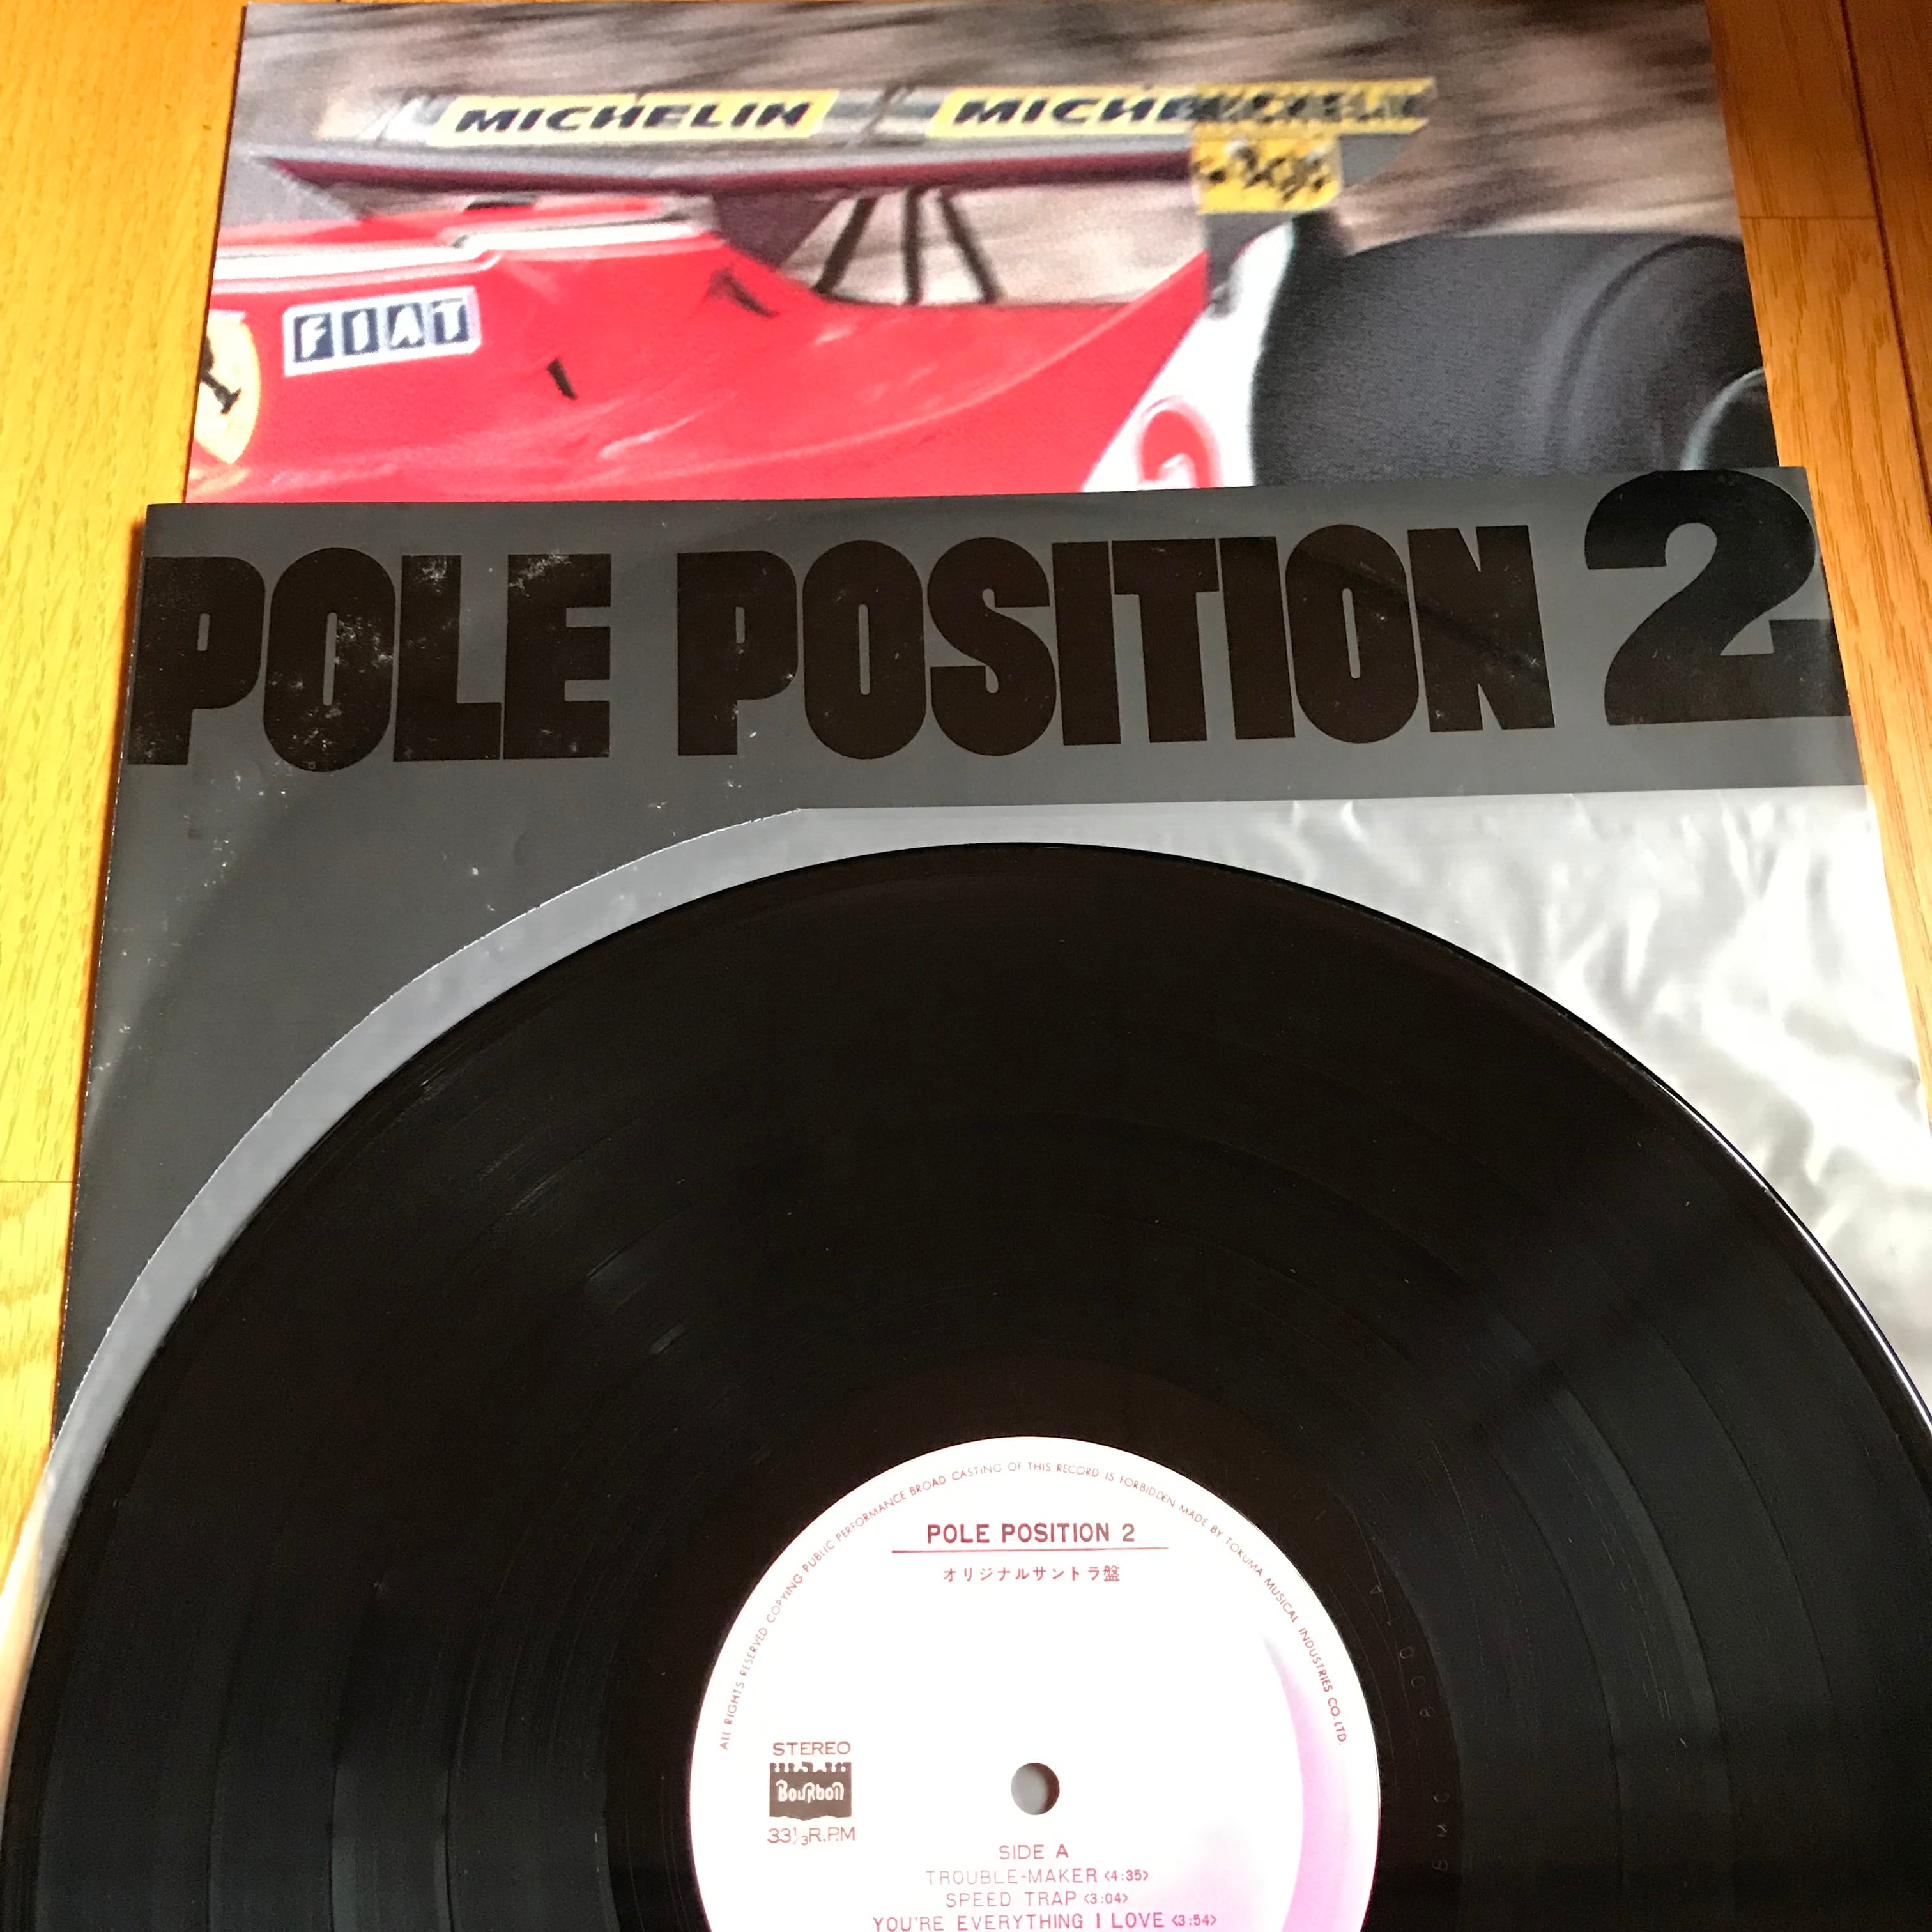 MICHELIN MICHELIN
FIAT
POLE POSITION 2
ALL RIGHTS RESERVED COPYING PUBLIC PERFORMANCE BROAD CASTING OF THIS RECORD IS FORBIDDEN MADE BY TOKUMA MUSICAL INDUSTRIES CO.LTD.
POLE POSITION 2
オリジナルサントラ盤
STEREO
Bourbon
33⅓R.P.M
SIDE A
TROUBLE-MAKER <4:35>
SPEED TRAP <3:04>
YOU'RE EVERYTHING I LOVE <3:54>